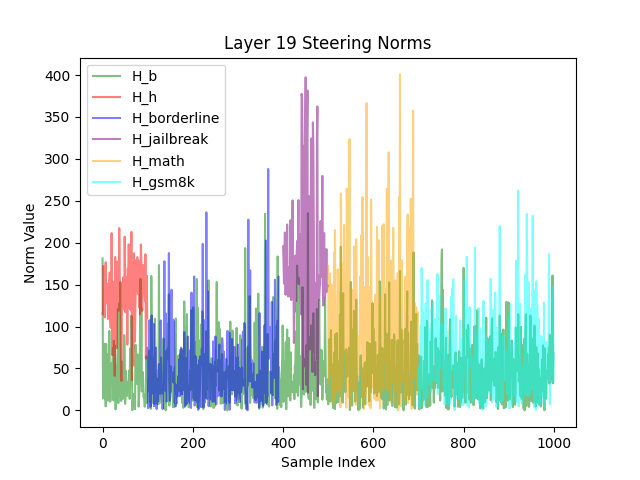 Layer 19 Steering Norms
H_b
H_h
H_borderline
H_jailbreak
H_math
H_gsm8k
400
350
300
250
200
150
100
50
0
Norm Value
0 200 400 600 800 1000
Sample Index